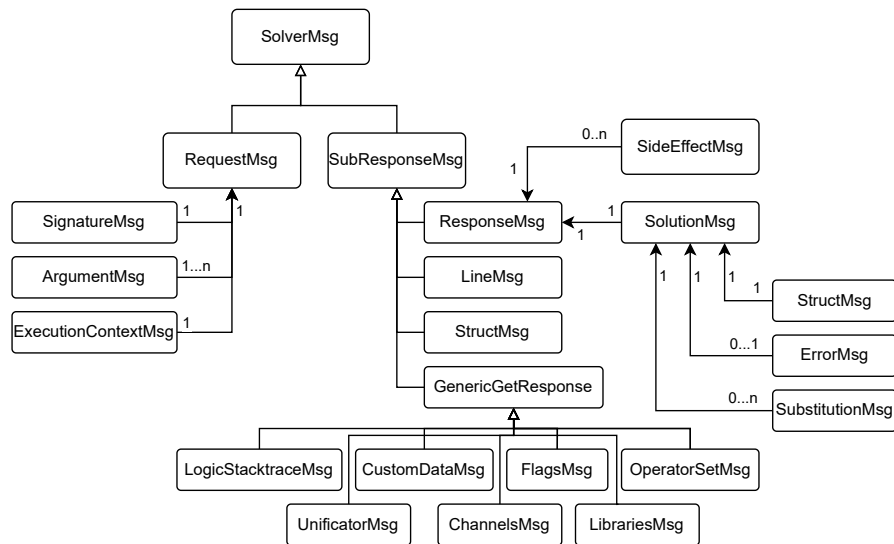 SolverMsg
RequestMsg
SubResponseMsg
0..n
SideEffectMsg
1
SignatureMsg
1
1
ResponseMsg
1
1
SolutionMsg
ArgumentMsg
1...n
LineMsg
1
1
1
1
StructMsg
ExecutionContextMsg
1
StructMsg
0...1
ErrorMsg
GenericGetResponse
0...n
SubstitutionMsg
LogicStacktraceMsg
CustomDataMsg
FlagsMsg
OperatorSetMsg
UnificatorMsg
ChannelsMsg
LibrariesMsg